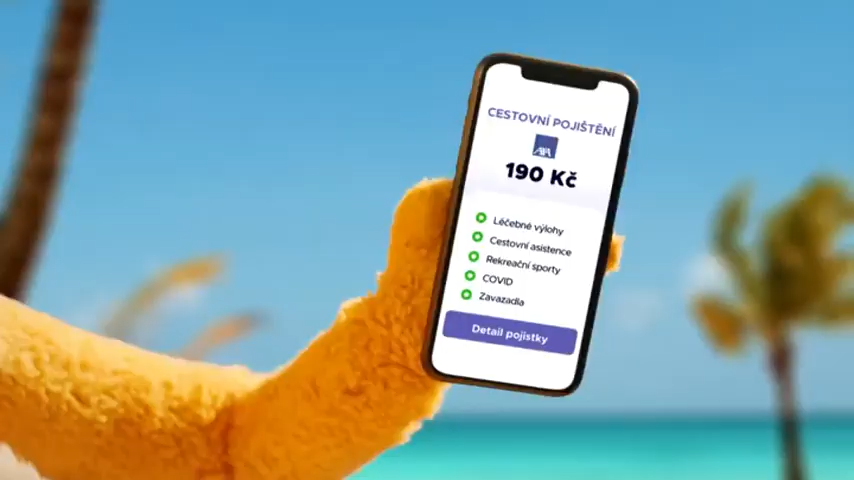 CESTOVNÍ POJIŠTĚNÍ
AXA
190 Kč
Léčebné výlohy
Cestovní asistence
Rekreační sporty
COVID
Zavazadla
Detail pojistky